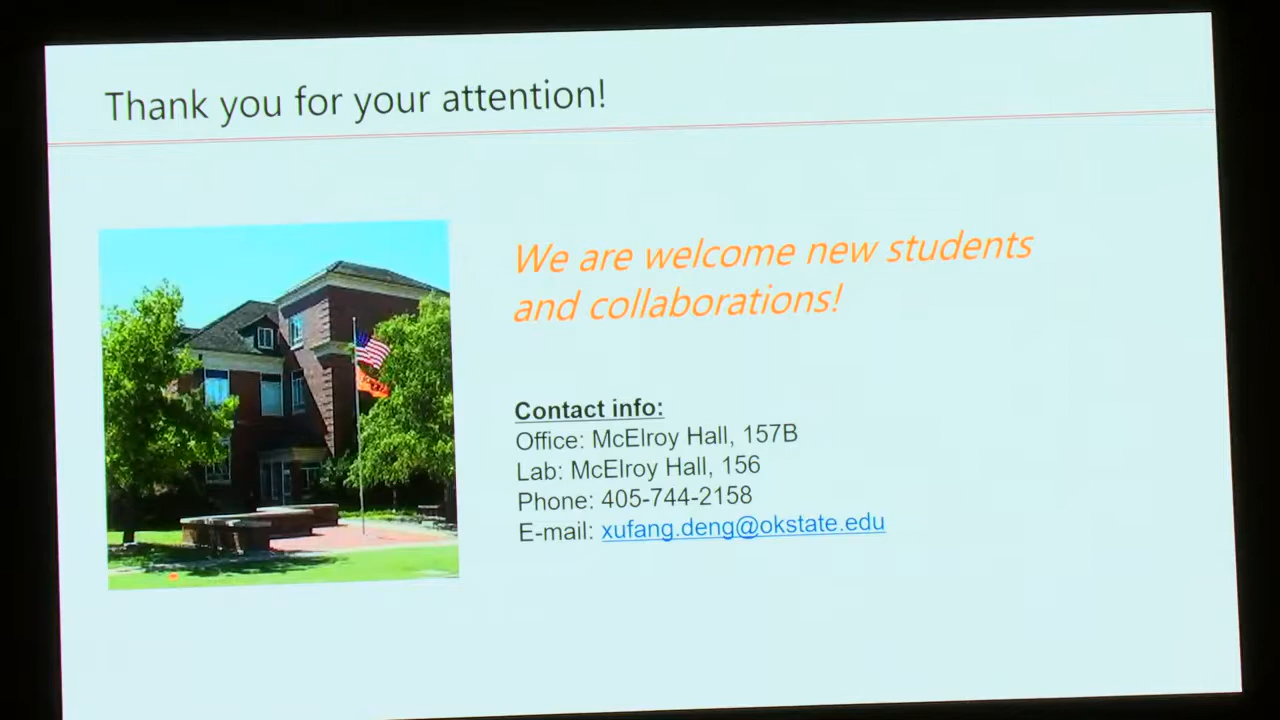 Thank you for your attention!
We are welcome new students
and collaborations!
Contact info:
Office: McElroy Hall, 157B
Lab: McElroy Hall, 156
Phone: 405-744-2158
E-mail: xufang.deng@okstate.edu